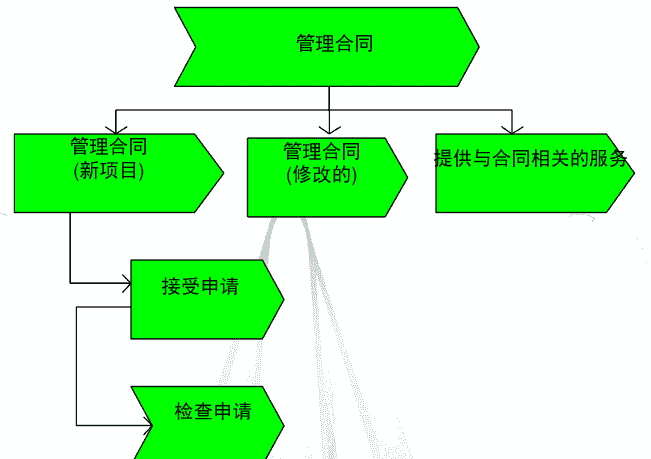 管理合同
管理合同
(新项目)
管理合同
(修改的)
提供与合同相关的服务
接受申请
检查申请